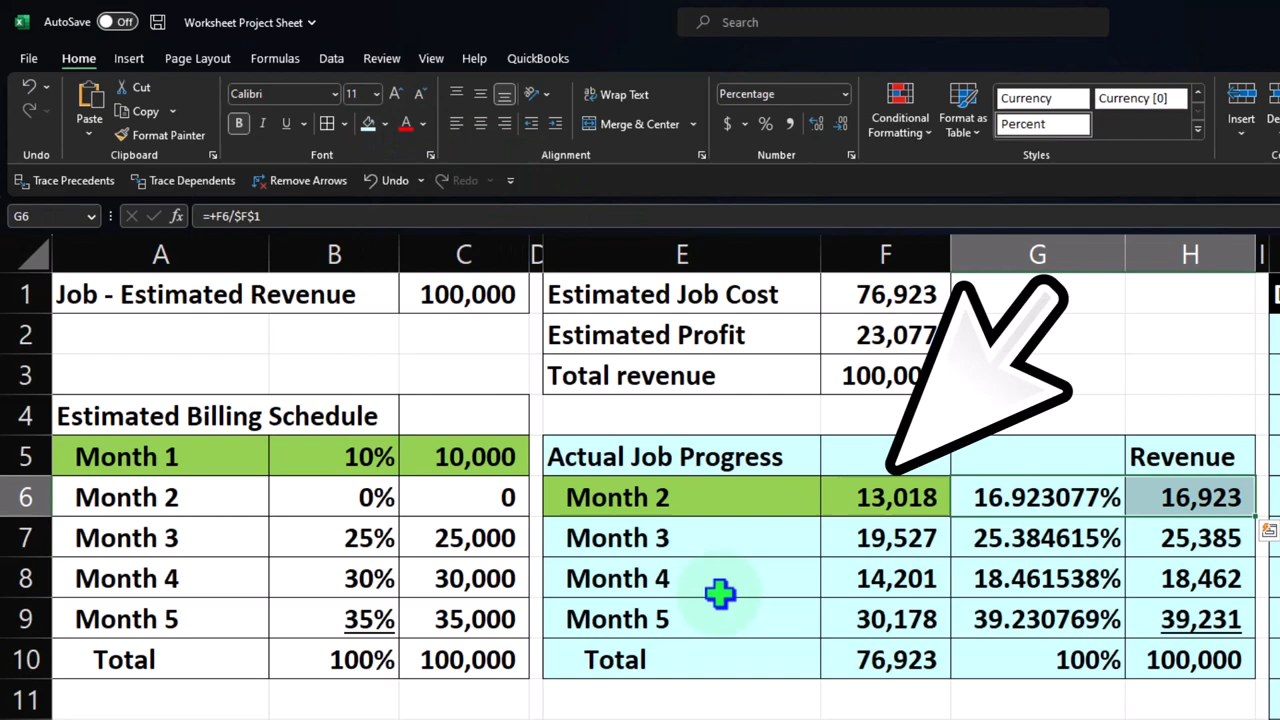 AutoSave Off Worksheet Project Sheet Search
File Home Insert Page Layout Formulas Data Review View Help QuickBooks
Cut
Copy
Format Painter
Paste
Undo Clipboard
Calibri 11
B I U
Font
Wrap Text
Merge & Center
Alignment
Percentage
$ % ,
Number
Conditional Formatting
Format as Table
Currency Currency [0]
Percent
Styles
Insert
Trace Precedents Trace Dependents Remove Arrows Undo Redo
G6 fx =+F6/$F$1
A B C D E F G H I
1 Job - Estimated Revenue 100,000 Estimated Job Cost 76,923
2 Estimated Profit 23,077
3 Total revenue
4 Estimated Billing Schedule
5 Month 1 10% 10,000 Actual Job Progress Revenue
6 Month 2 0% 0 Month 2 13,018 16.923077% 16,923
7 Month 3 25% 25,000 Month 3 19,527 25.384615% 25,385
8 Month 4 30% 30,000 Month 4 14,201 18.461538% 18,462
9 Month 5 35% 35,000 Month 5 30,178 39.230769% 39,231
10 Total 100% 100,000 Total 76,923 100% 100,000
11